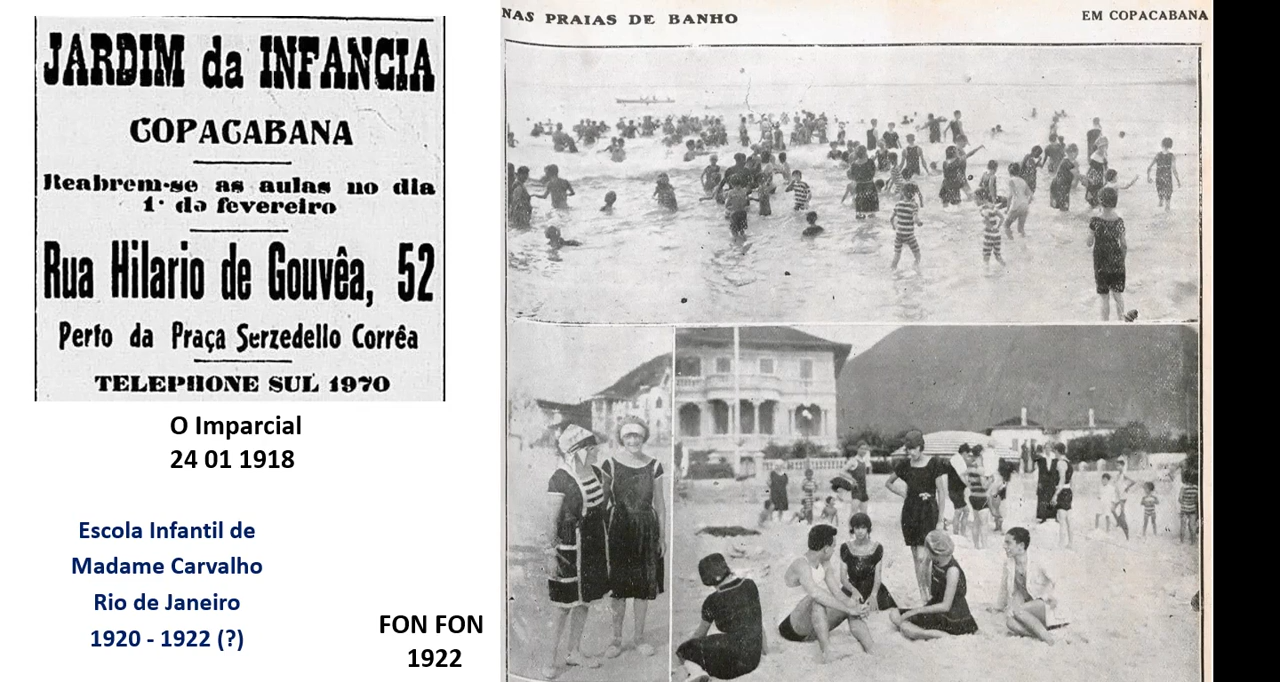 JARDIM da INFANCIA
COPACABANA
Reabrem-se as aulas no dia
1º de fevereiro
Rua Hilario de Gouvêa, 52
Perto da Praça Serzedello Corrêa
TELEPHONE SUL 1970
O Imparcial
24 01 1918
Escola Infantil de
Madame Carvalho
Rio de Janeiro
1920 - 1922 (?)
FON FON
1922
NAS PRAIAS DE BANHO
EM COPACABANA